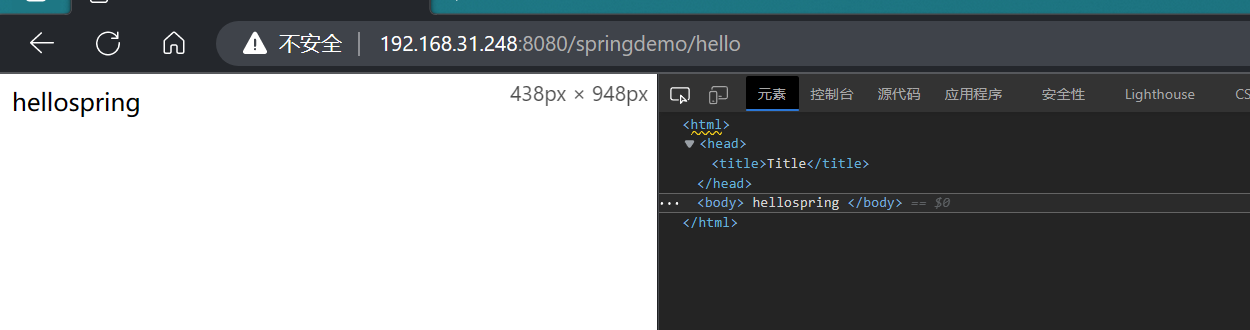 不安全 192.168.31.248:8080/springdemo/hello
hellospring
438px × 948px
元素 控制台 源代码 应用程序 安全性 Lighthouse CS
<html>
<head>
<title>Title</title>
</head>
<body> hellospring </body> == $0
</html>